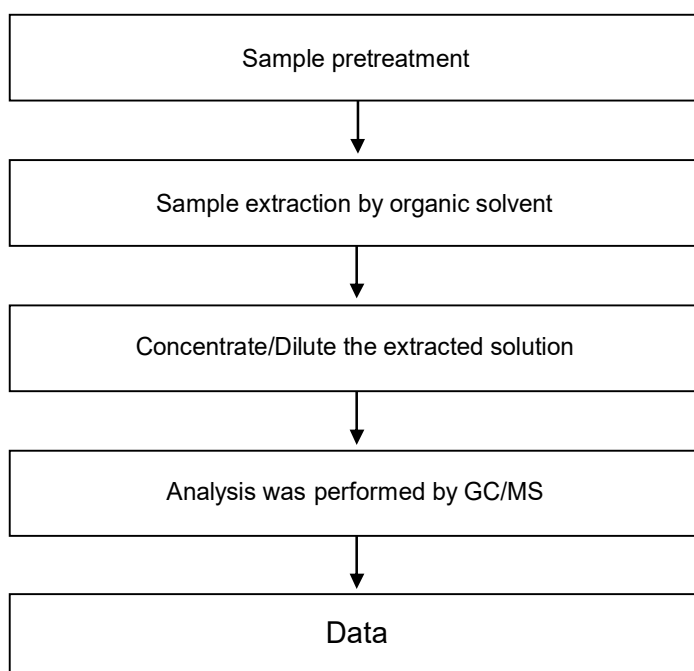 Sample pretreatment
Sample extraction by organic solvent
Concentrate/Dilute the extracted solution
Analysis was performed by GC/MS
Data